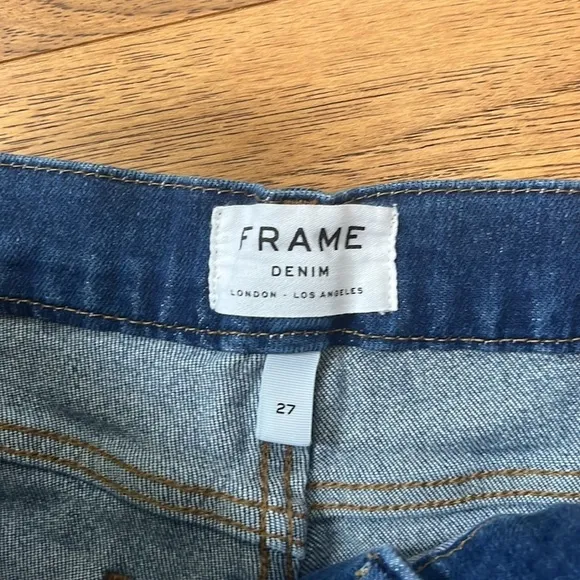 FRAME
DENIM
LONDON - LOS ANGELES
27